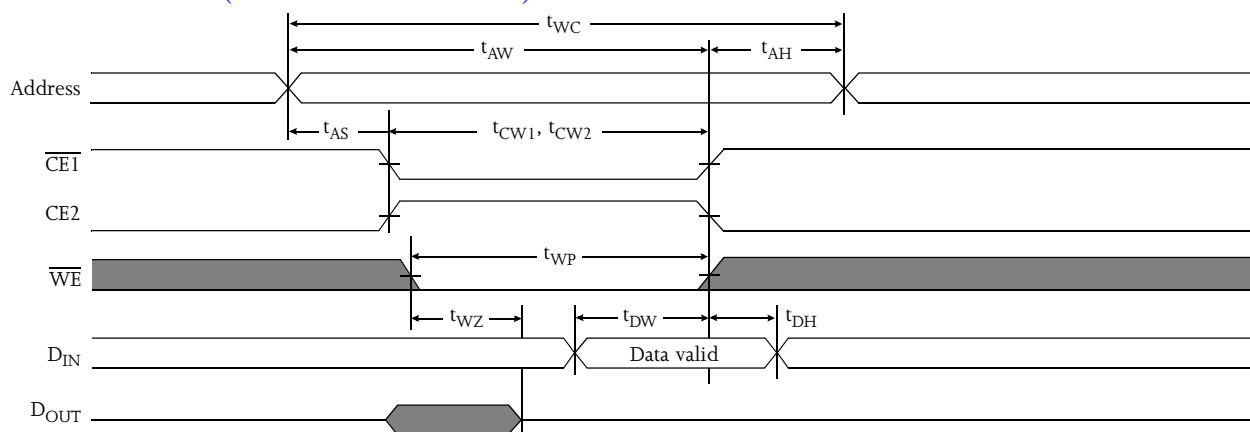 tWC
tAW
tAH
Address
tAS
tCW1, tCW2
CE1
CE2
tWP
WE
tWZ
tDW
tDH
DIN
Data valid
DOUT